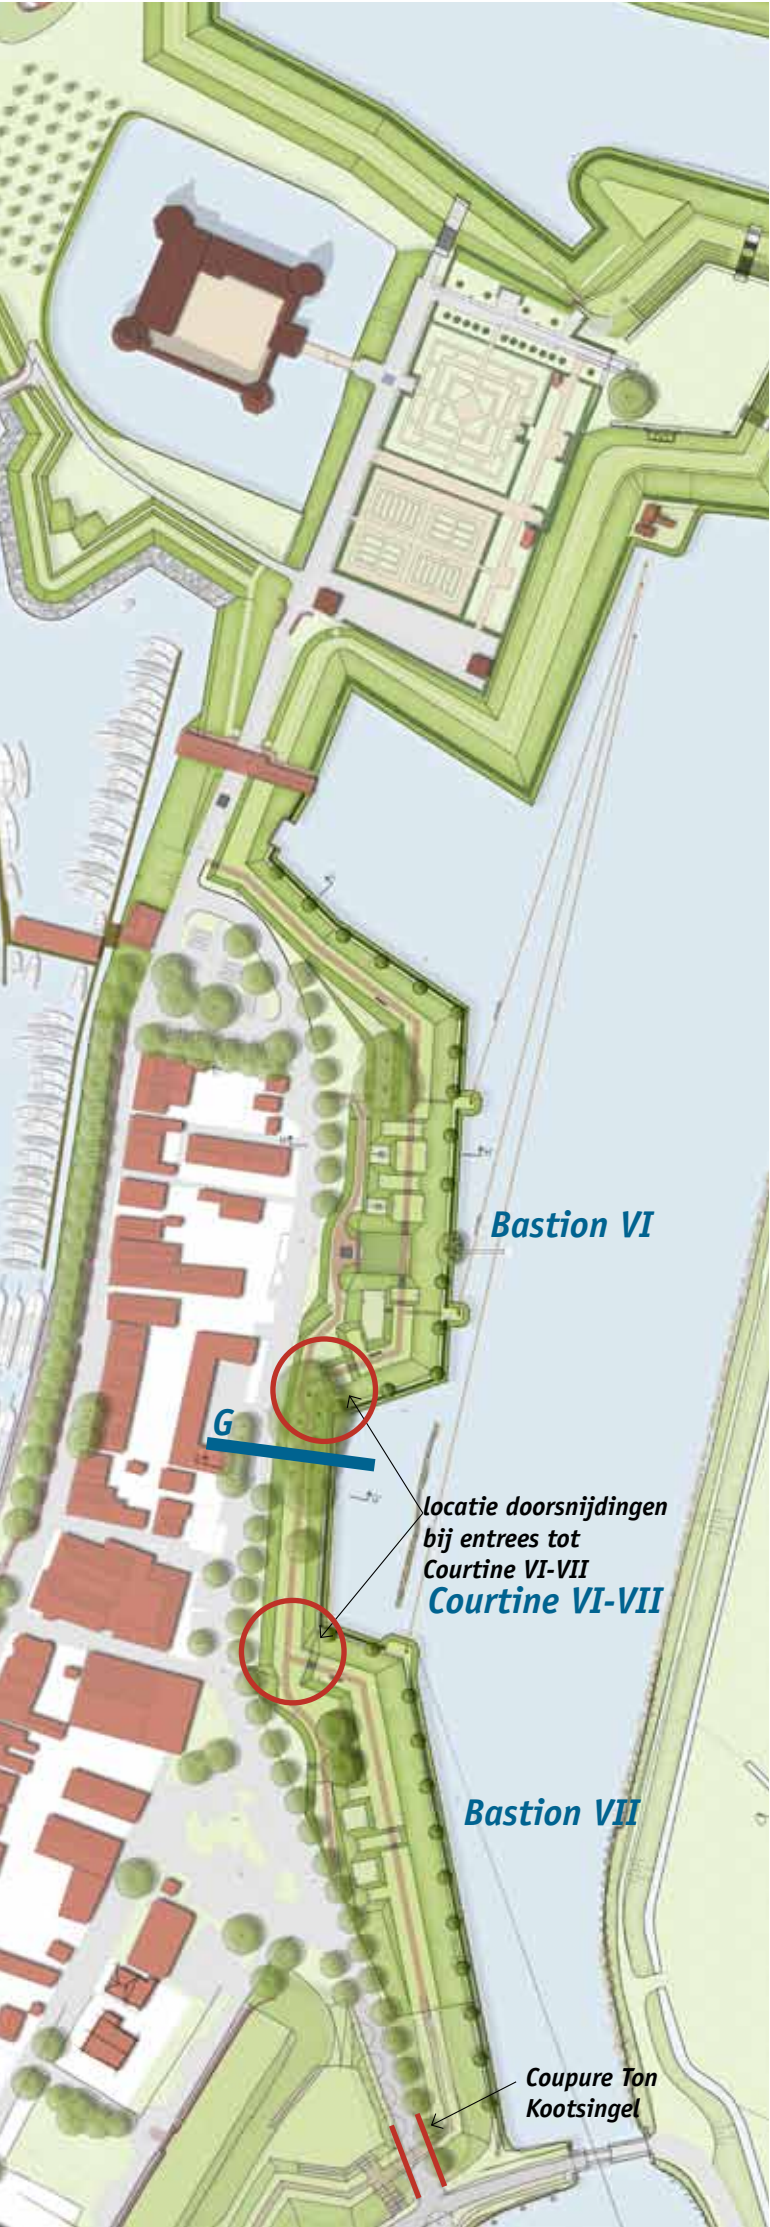 Bastion VI
G
locatie doorsnijdingen
bij entrees tot
Courtine VI-VII
Courtine VI-VII
Bastion VII
Coupure Ton
Kootsingel